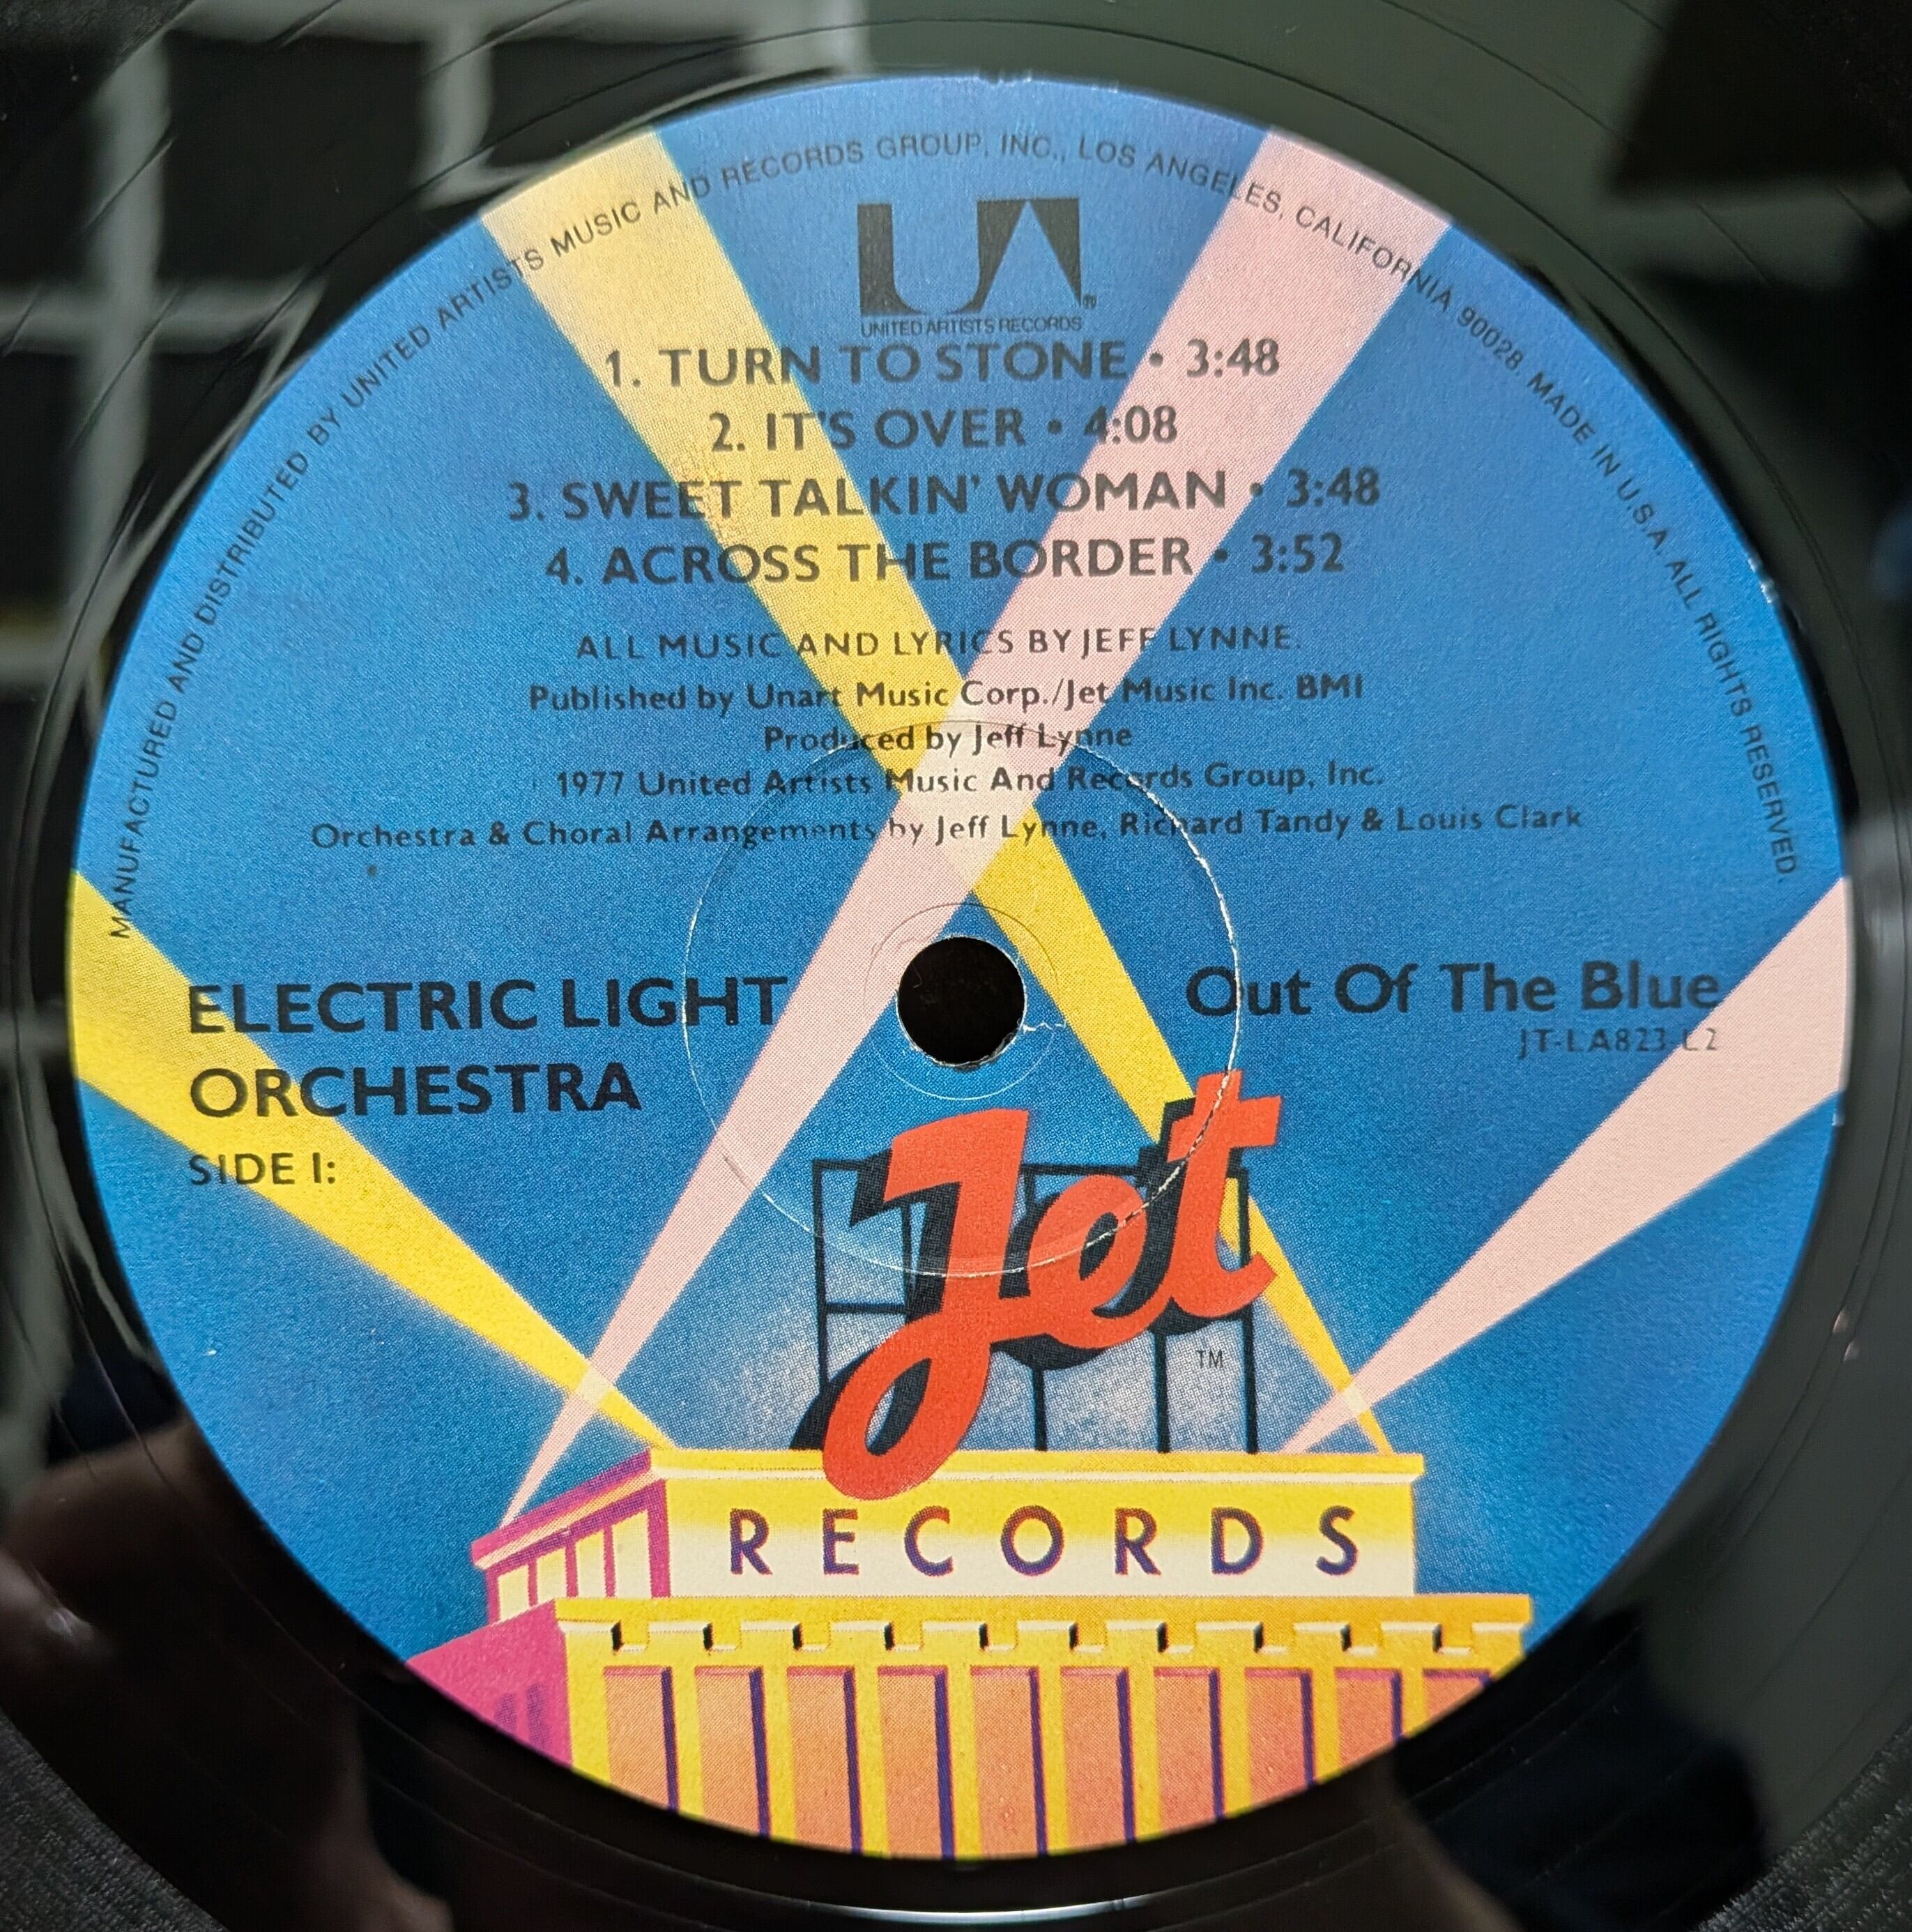 MANUFACTURED AND DISTRIBUTED BY UNITED ARTISTS MUSIC AND RECORDS GROUP, INC., LOS ANGELES, CALIFORNIA 90028. MADE IN U.S.A. ALL RIGHTS RESERVED.
UA®
UNITED ARTISTS RECORDS
1. TURN TO STONE • 3:48
2. IT'S OVER • 4:08
3. SWEET TALKIN' WOMAN • 3:48
4. ACROSS THE BORDER • 3:52
ALL MUSIC AND LYRICS BY JEFF LYNNE.
Published by Unart Music Corp./Jet Music Inc. BMI
Produced by Jeff Lynne
1977 United Artists Music And Records Group, Inc.
Orchestra & Choral Arrangements by Jeff Lynne, Richard Tandy & Louis Clark
ELECTRIC LIGHT
ORCHESTRA
SIDE I:
Out Of The Blue
JT-LA823-L2
Jet
TM
RECORDS